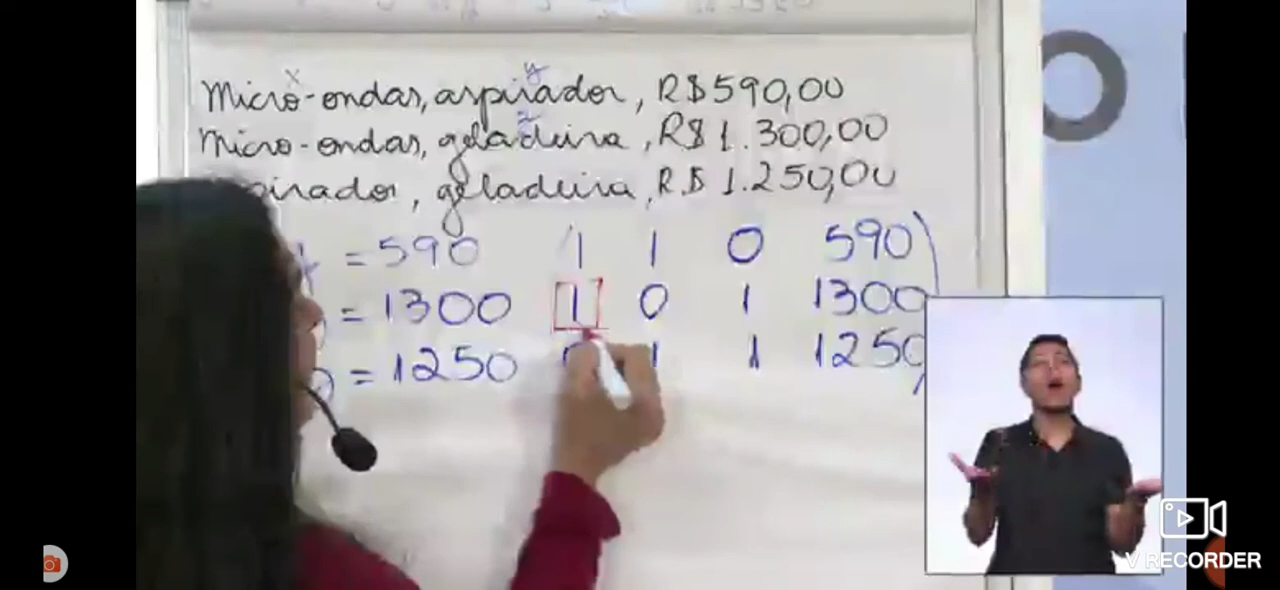 x y
Micro-ondas, aspirador, R$590,00
z
Micro-ondas, geladeira, R$1.300,00
geladeira, R$ 1.250,00
= 590 1 1 0 590
= 1300 1 0 1 1300
= 1250 1 1 1250
V RECORDER